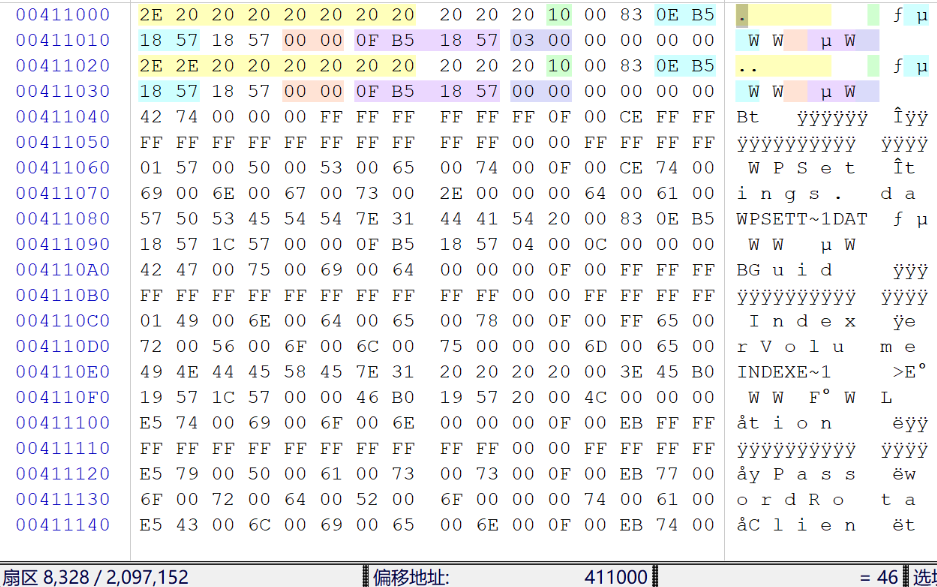 00411000 2E 20 20 20 20 20 20 20 20 20 20 10 00 83 0E B5 . ƒ µ
00411010 18 57 18 57 00 00 0F B5 18 57 03 00 00 00 00 00 W W µ W
00411020 2E 2E 20 20 20 20 20 20 20 20 20 10 00 83 0E B5 .. ƒ µ
00411030 18 57 18 57 00 00 0F B5 18 57 00 00 00 00 00 00 W W µ W
00411040 42 74 00 00 00 FF FF FF FF FF FF 0F 00 CE FF FF Bt ÿÿÿÿÿÿ Îÿÿ
00411050 FF FF FF FF FF FF FF FF FF FF 00 00 FF FF FF FF ÿÿÿÿÿÿÿÿÿÿ ÿÿÿÿ
00411060 01 57 00 50 00 53 00 65 00 74 00 0F 00 CE 74 00 W P S e t Ît
00411070 69 00 6E 00 67 00 73 00 2E 00 00 00 64 00 61 00 i n g s . d a
00411080 57 50 53 45 54 54 7E 31 44 41 54 20 00 83 0E B5 WPSETT~1DAT ƒ µ
00411090 18 57 1C 57 00 00 0F B5 18 57 04 00 0C 00 00 00 W W µ W
004110A0 42 47 00 75 00 69 00 64 00 00 00 0F 00 FF FF FF BG u i d ÿÿÿ
004110B0 FF FF FF FF FF FF FF FF FF FF 00 00 FF FF FF FF ÿÿÿÿÿÿÿÿÿÿ ÿÿÿÿ
004110C0 01 49 00 6E 00 64 00 65 00 78 00 0F 00 FF 65 00 I n d e x ÿe
004110D0 72 00 56 00 6F 00 6C 00 75 00 00 00 6D 00 65 00 r V o l u m e
004110E0 49 4E 44 45 58 45 7E 31 20 20 20 20 00 3E 45 B0 INDEXE~1 >E°
004110F0 19 57 1C 57 00 00 46 B0 19 57 20 00 4C 00 00 00 W W F° W L
00411100 E5 74 00 69 00 6F 00 6E 00 00 00 0F 00 EB FF FF åt i o n ëÿÿ
00411110 FF FF FF FF FF FF FF FF FF FF 00 00 FF FF FF FF ÿÿÿÿÿÿÿÿÿÿ ÿÿÿÿ
00411120 E5 79 00 50 00 61 00 73 00 73 00 0F 00 EB 77 00 åy P a s s ëw
00411130 6F 00 72 00 64 00 52 00 6F 00 00 00 74 00 61 00 o r d R o t a
00411140 E5 43 00 6C 00 69 00 65 00 6E 00 0F 00 EB 74 00 åC l i e n ët
扇区 8,328 / 2,097,152 偏移地址: 411000 = 46